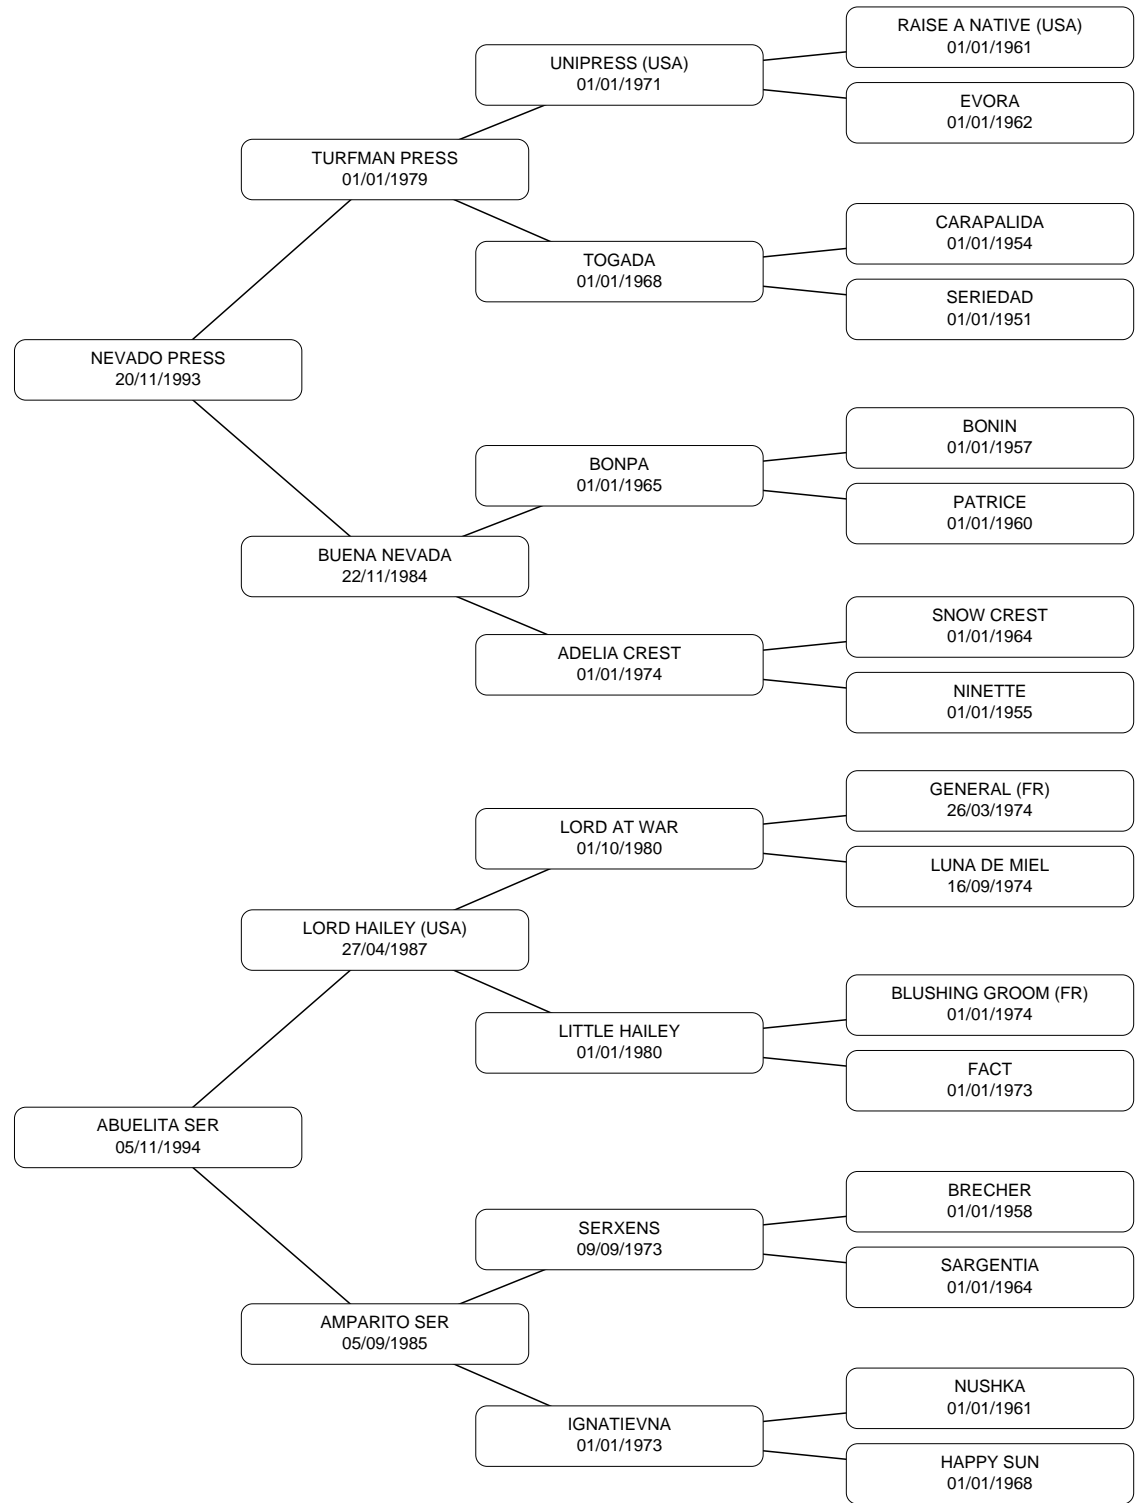 RAISE A NATIVE (USA)
01/01/1961
UNIPRESS (USA)
01/01/1971
EVORA
01/01/1962
TURFMAN PRESS
01/01/1979
CARAPALIDA
01/01/1954
TOGADA
01/01/1968
SERIEDAD
01/01/1951
NEVADO PRESS
20/11/1993
BONIN
01/01/1957
BONPA
01/01/1965
PATRICE
01/01/1960
BUENA NEVADA
22/11/1984
SNOW CREST
01/01/1964
ADELIA CREST
01/01/1974
NINETTE
01/01/1955
GENERAL (FR)
26/03/1974
LORD AT WAR
01/10/1980
LUNA DE MIEL
16/09/1974
LORD HAILEY (USA)
27/04/1987
BLUSHING GROOM (FR)
01/01/1974
LITTLE HAILEY
01/01/1980
FACT
01/01/1973
ABUELITA SER
05/11/1994
BRECHER
01/01/1958
SERXENS
09/09/1973
SARGENTIA
01/01/1964
AMPARITO SER
05/09/1985
NUSHKA
01/01/1961
IGNATIEVNA
01/01/1973
HAPPY SUN
01/01/1968